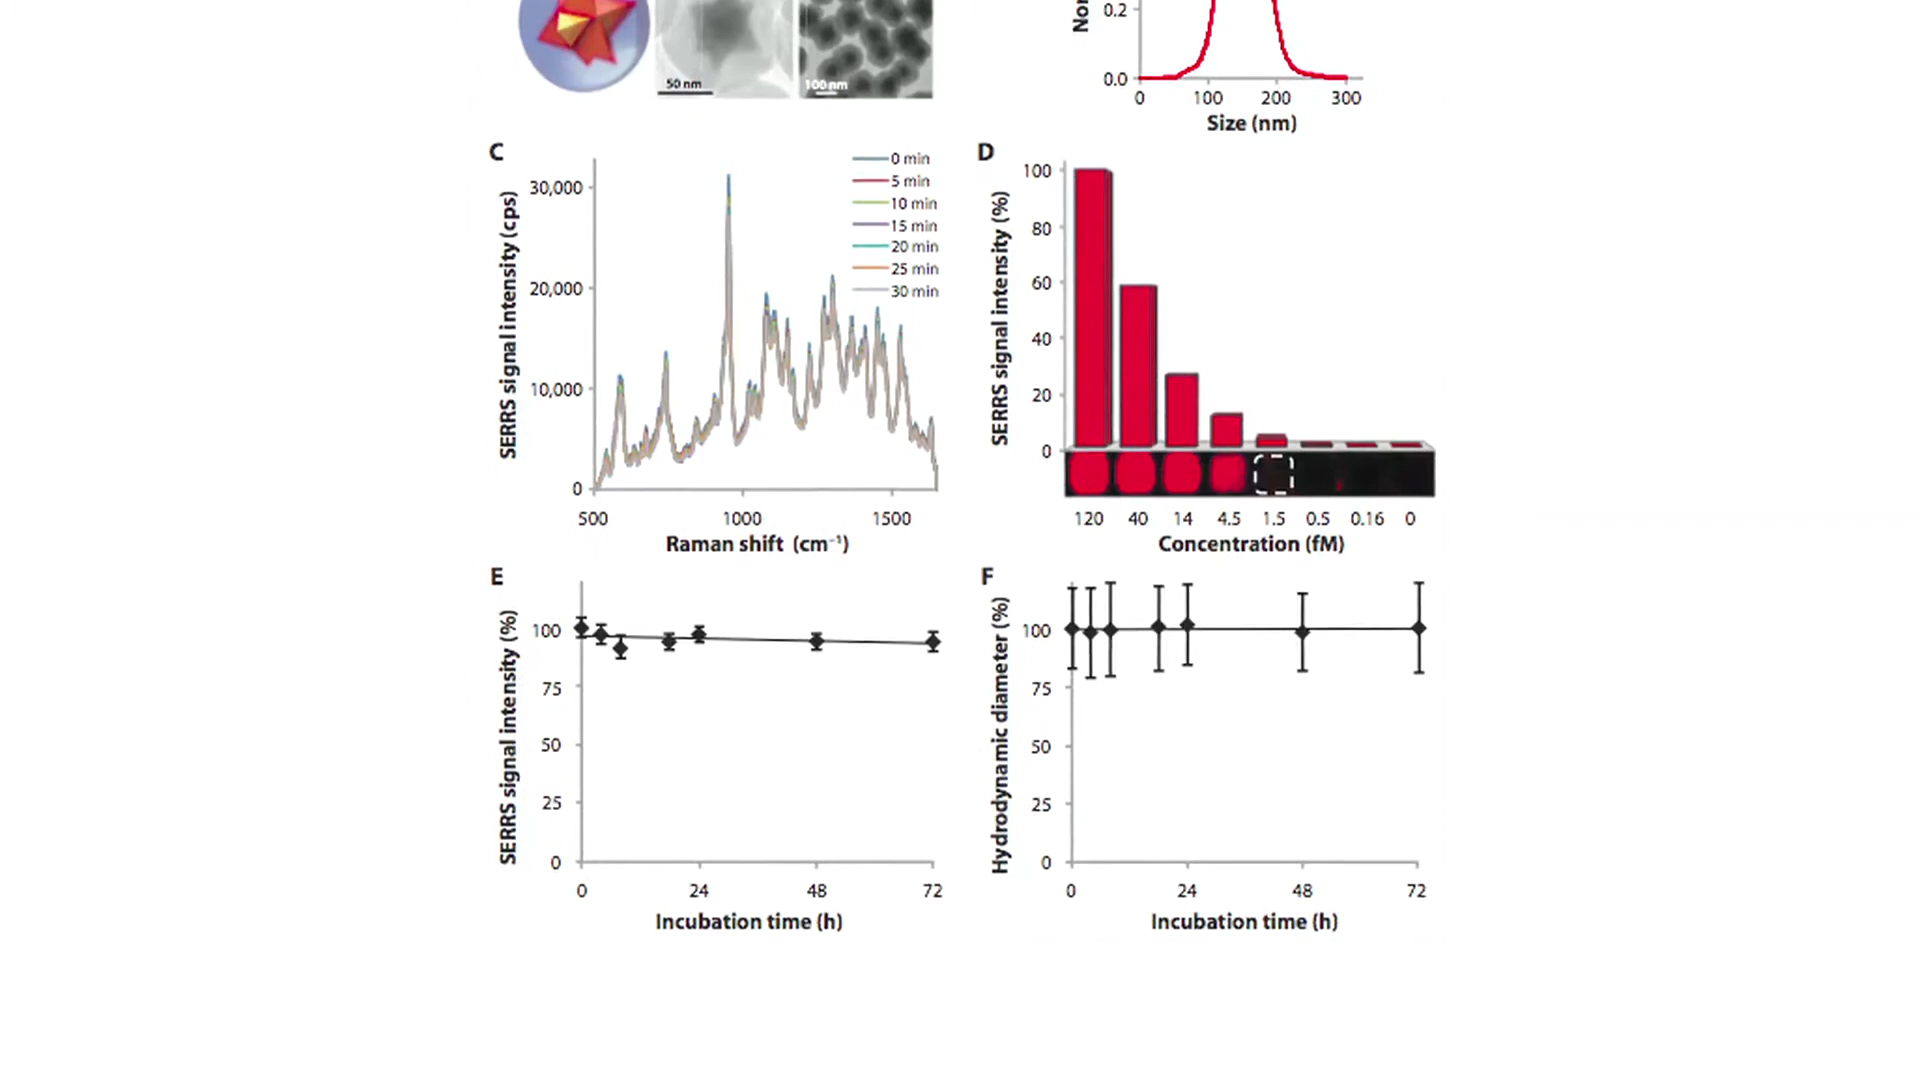 50 nm
100 nm
Nor
0.2
0.0
0 100 200 300
Size (nm)
C
SERRS signal intensity (cps)
30,000
20,000
10,000
0
0 min
5 min
10 min
15 min
20 min
25 min
30 min
500 1000 1500
Raman shift (cm⁻¹)
D
SERRS signal intensity (%)
100
80
60
40
20
0
120 40 14 4.5 1.5 0.5 0.16 0
Concentration (fM)
E
SERRS signal intensity (%)
100
75
50
25
0
0 24 48 72
Incubation time (h)
F
Hydrodynamic diameter (%)
100
75
50
25
0
0 24 48 72
Incubation time (h)